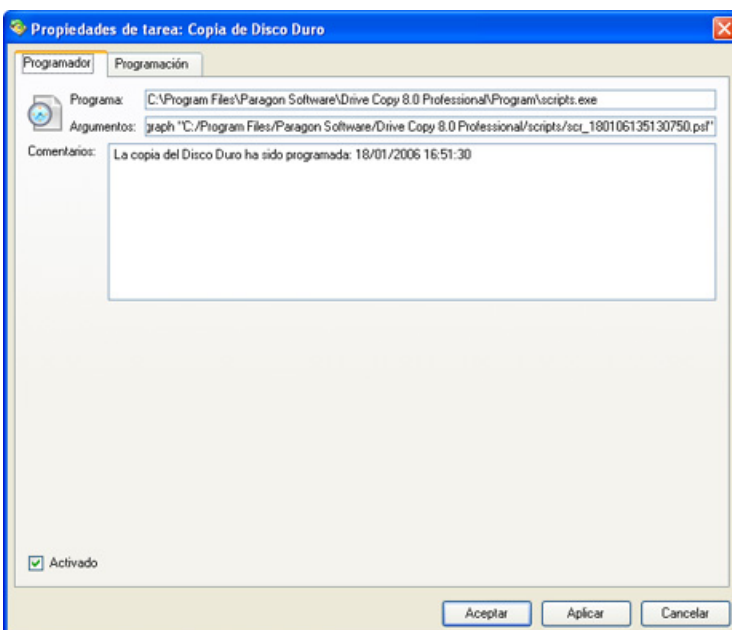 Propiedades de tarea: Copia de Disco Duro
Programador Programación
Programa: C:\Program Files\Paragon Software\Drive Copy 8.0 Professional\Program\scripts.exe
Argumentos: graph "C:/Program Files/Paragon Software/Drive Copy 8.0 Professional/scripts/scr_180106135130750.psf"
Comentarios: La copia del Disco Duro ha sido programada: 18/01/2006 16:51:30
Activado
Aceptar Aplicar Cancelar